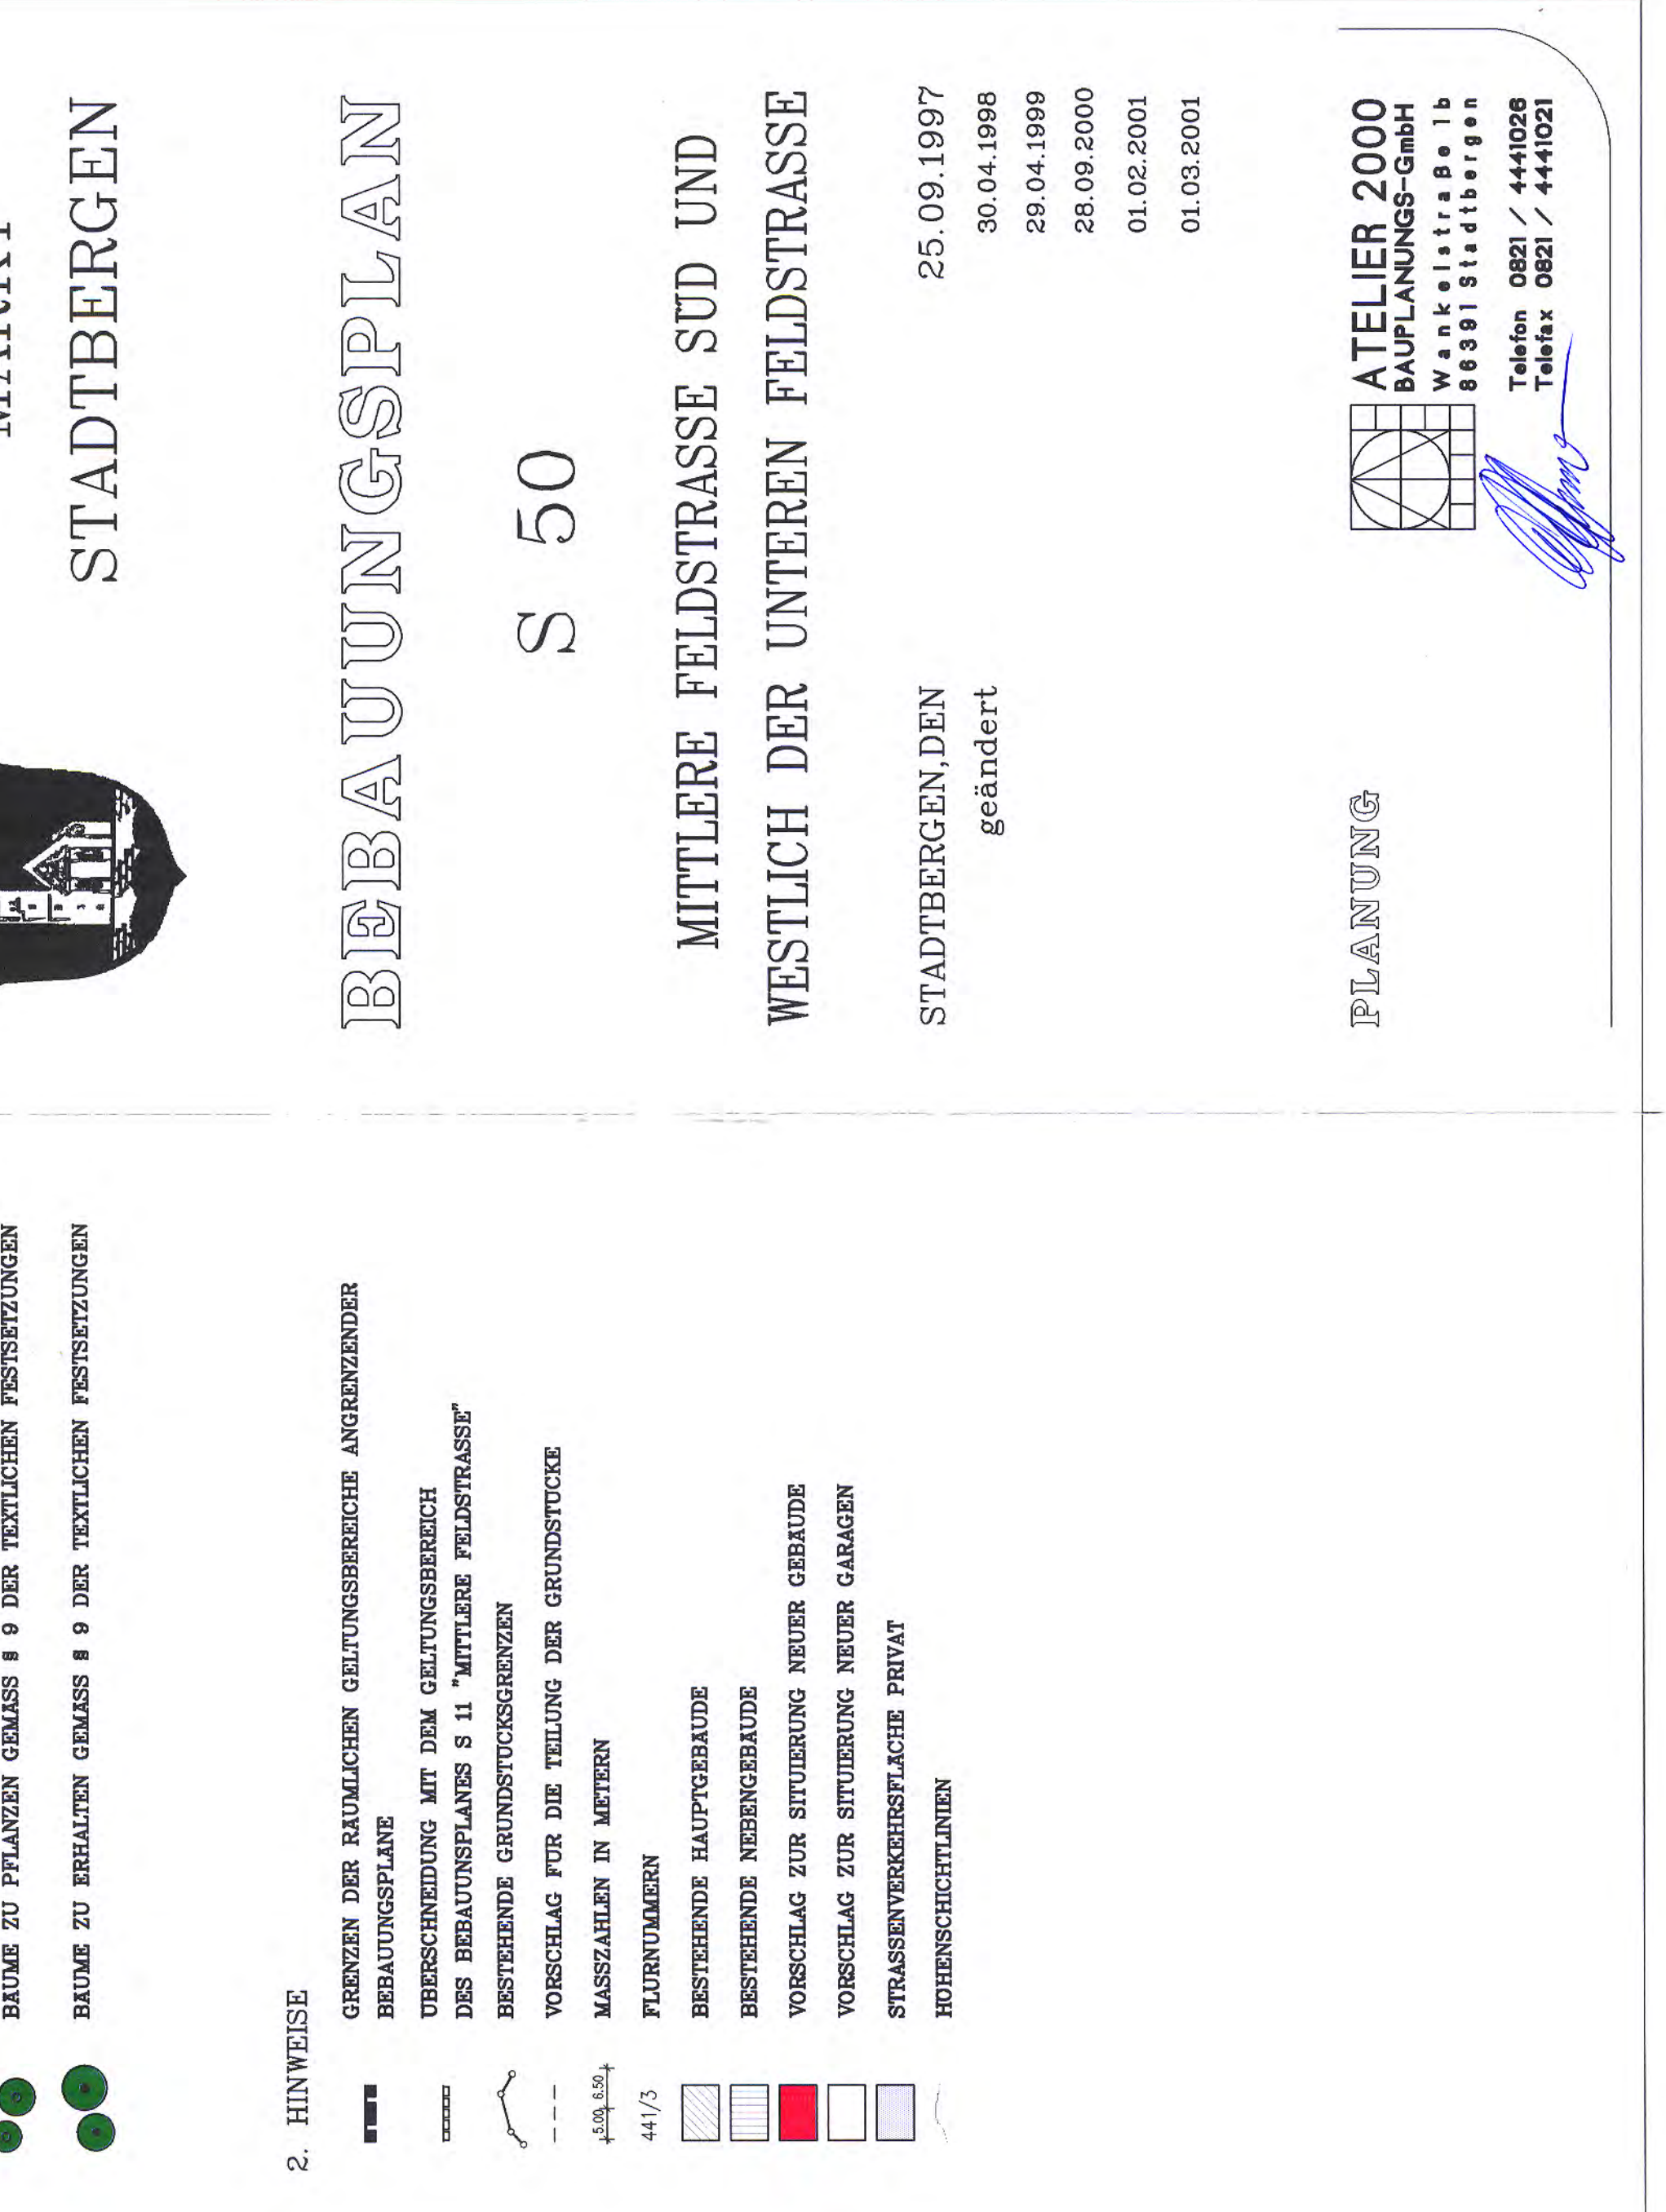 BÄUME ZU PFLANZEN GEMÄSS § 9 DER TEXTLICHEN FESTSETZUNGEN
BÄUME ZU ERHALTEN GEMÄSS § 9 DER TEXTLICHEN FESTSETZUNGEN
2. HINWEISE
GRENZEN DER RÄUMLICHEN GELTUNGSBEREICHE ANGRENZENDER
BEBAUUNGSPLÄNE
ÜBERSCHNEIDUNG MIT DEM GELTUNGSBEREICH
DES BEBAUUNSPLANES S 11 "MITTLERE FELDSTRASSE"
BESTEHENDE GRUNDSTÜCKSGRENZEN
VORSCHLAG FÜR DIE TEILUNG DER GRUNDSTÜCKE
5.00 6.50 MASSZAHLEN IN METERN
441/3 FLURNUMMERN
BESTEHENDE HAUPTGEBÄUDE
BESTEHENDE NEBENGEBÄUDE
VORSCHLAG ZUR SITUIERUNG NEUER GEBÄUDE
VORSCHLAG ZUR SITUIERUNG NEUER GARAGEN
STRASSENVERKEHRSFLÄCHE PRIVAT
HÖHENSCHICHTLINIEN
MARKT
STADTBERGEN
BEBAUUNGSPLAN
S 50
MITTLERE FELDSTRASSE SÜD UND
WESTLICH DER UNTEREN FELDSTRASSE
STADTBERGEN,DEN 25.09.1997
geändert 30.04.1998
29.04.1999
28.09.2000
01.02.2001
01.03.2001
PLANUNG
ATELIER 2000
BAUPLANUNGS-GmbH
Wankelstraße 1b
86391 Stadtbergen
Telefon 0821 / 4441026
Telefax 0821 / 4441021